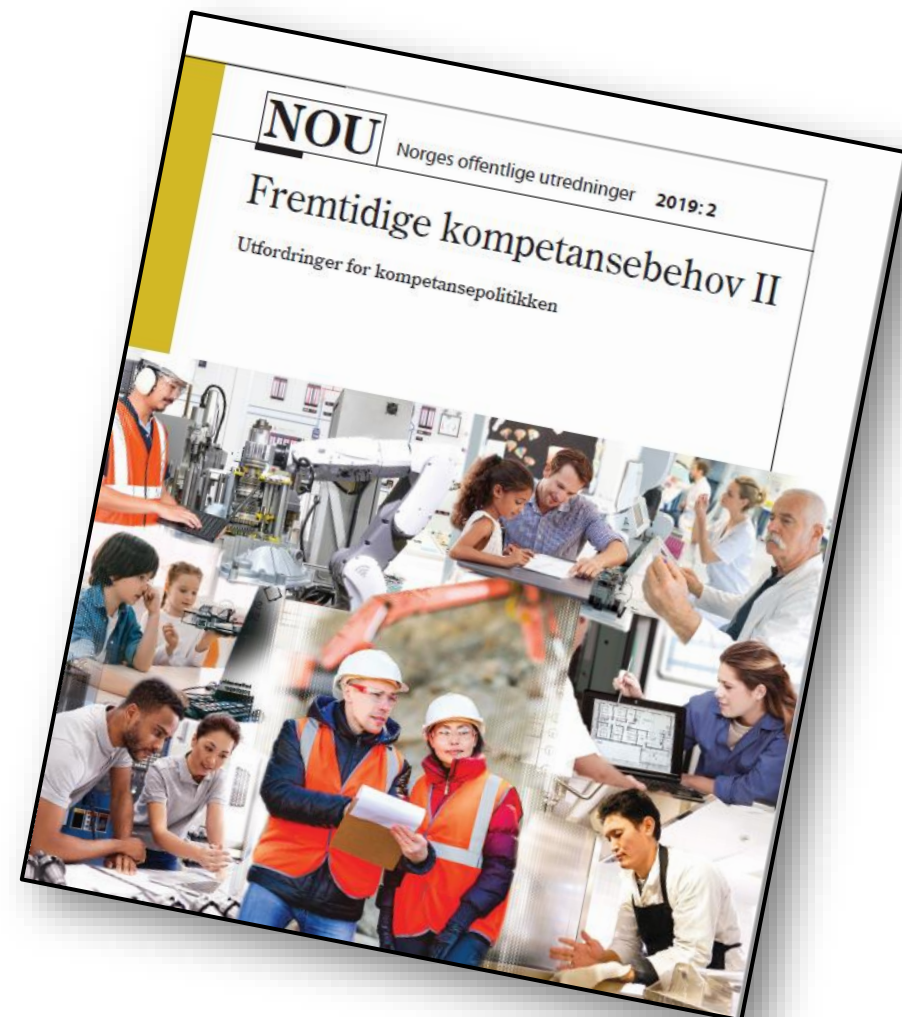 NOU Norges offentlige utredninger 2019: 2
Fremtidige kompetansebehov II
Utfordringer for kompetansepolitikken